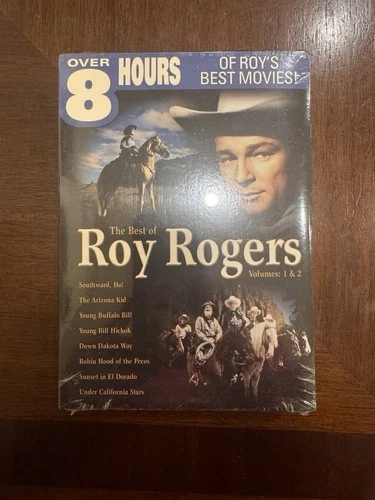 OVER
8
HOURS
OF ROY'S
BEST MOVIES!
The Best of
Roy Rogers
Volumes: 1 & 2
Southward, Ho!
The Arizona Kid
Young Buffalo Bill
Young Bill Hickok
Down Dakota Way
Robin Hood of the Pecos
Sunset in El Dorado
Under California Stars